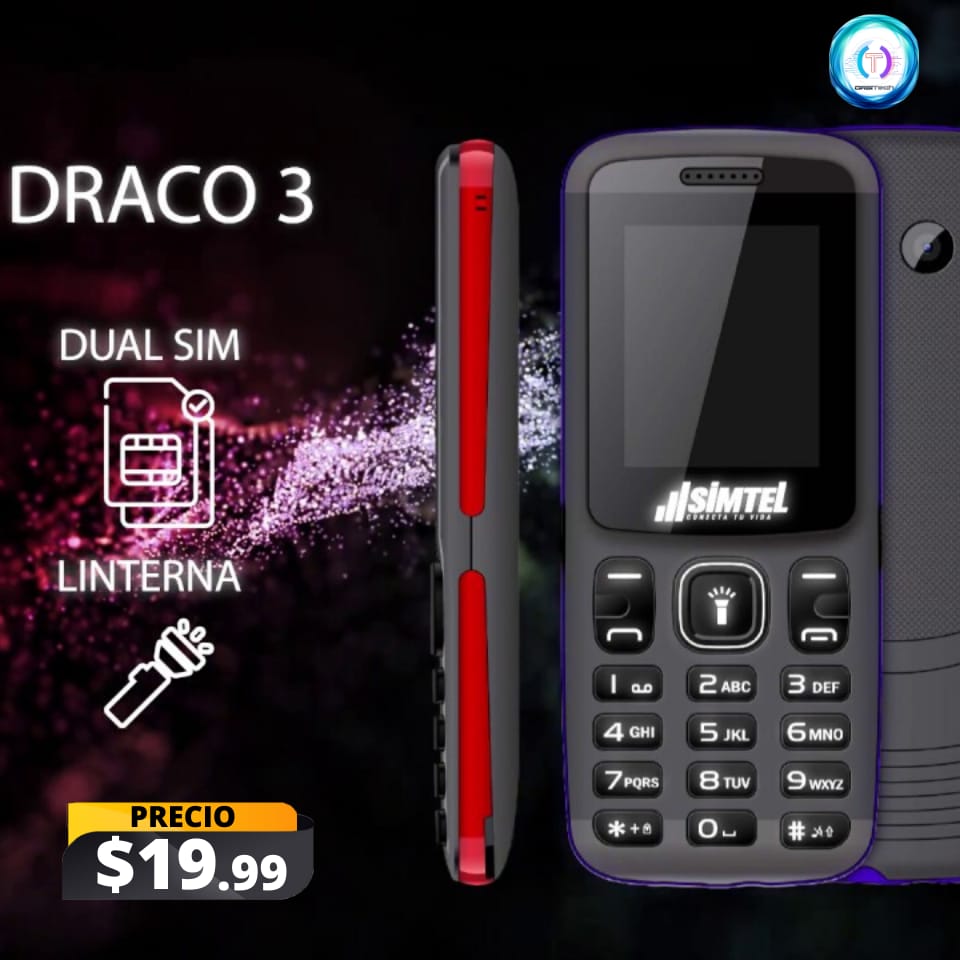 DRACO 3
DUAL SIM
LINTERNA
PRECIO
$19.99
SIMTEL
CONECTA TU VIDA
1
2 ABC
3 DEF
4 GHI
5 JKL
6 MNO
7 PQRS
8 TUV
9 WXYZ
* +
0
#